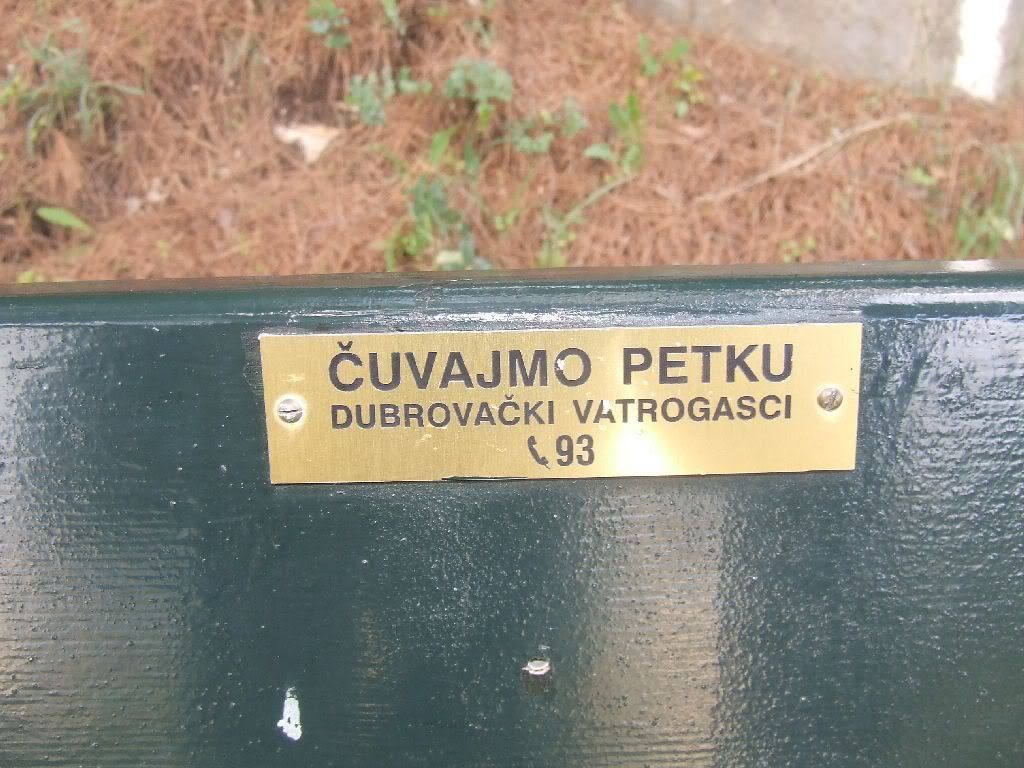 ČUVAJMO PETKU
DUBROVAČKI VATROGASCI
93